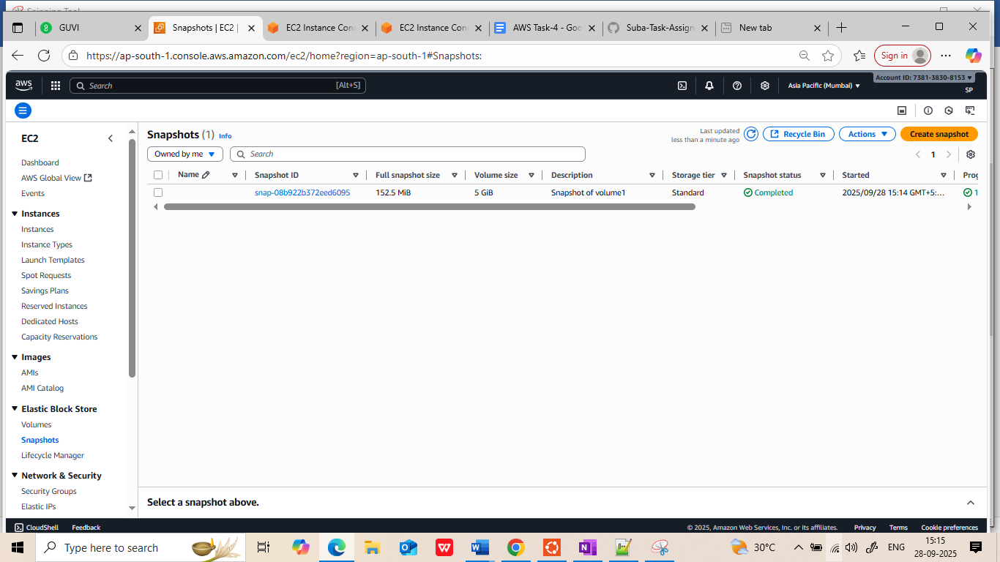 GUVI
Snapshots | EC2 |
EC2 Instance Con
EC2 Instance Con
AWS Task-4 - Goo
Suba-Task-Assign
New tab
https://ap-south-1.console.aws.amazon.com/ec2/home?region=ap-south-1#Snapshots:
Sign in
aws
Search
[Alt+S]
Asia Pacific (Mumbai)
Account ID: 7381-3830-8153
SP
EC2
Dashboard
AWS Global View
Events
Instances
Instances
Instance Types
Launch Templates
Spot Requests
Savings Plans
Reserved Instances
Dedicated Hosts
Capacity Reservations
Images
AMIs
AMI Catalog
Elastic Block Store
Volumes
Snapshots
Lifecycle Manager
Network & Security
Security Groups
Elastic IPs
Snapshots (1) Info
Last updated
less than a minute ago
Recycle Bin
Actions
Create snapshot
Owned by me
Search
1
Name Snapshot ID Full snapshot size Volume size Description Storage tier Snapshot status Started Prog
snap-08b922b372eed6095 152.5 MiB 5 GiB Snapshot of volume1 Standard Completed 2025/09/28 15:14 GMT+5:... 1
Select a snapshot above.
CloudShell Feedback © 2025, Amazon Web Services, Inc. or its affiliates. Privacy Terms Cookie preferences
Type here to search
30°C
ENG
15:15
28-09-2025